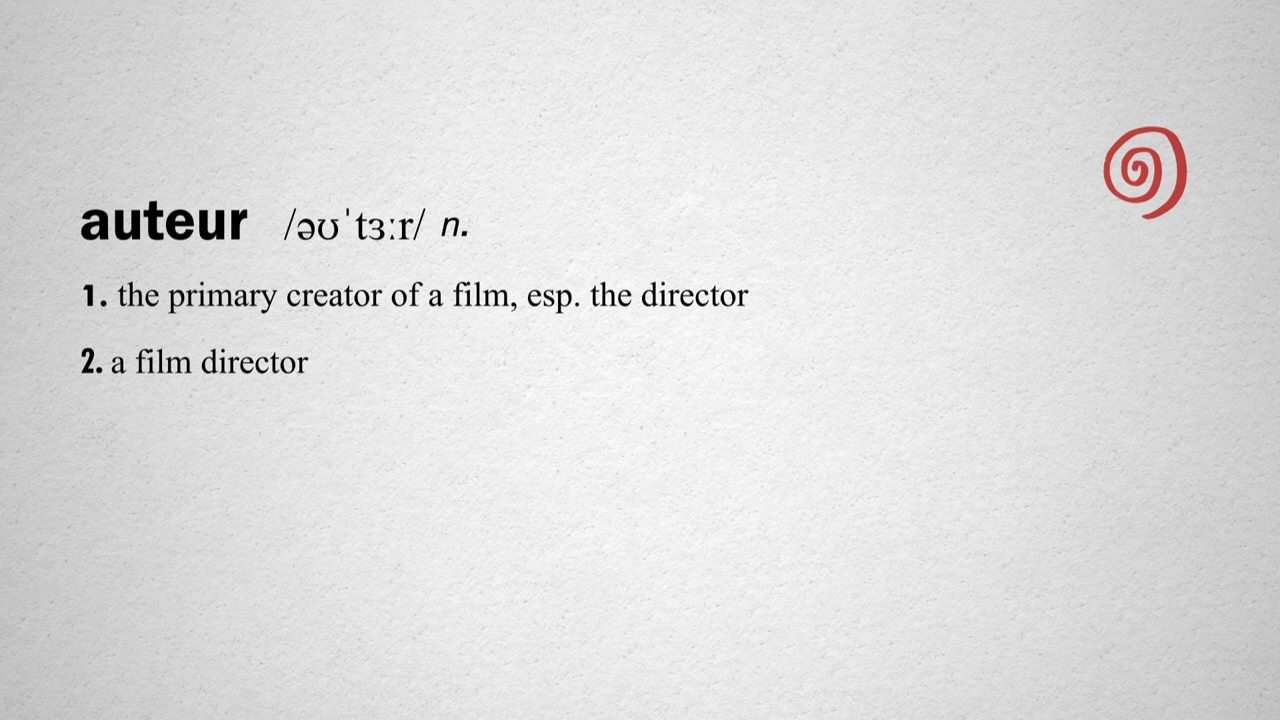 auteur /əʊˈtɜːr/ n.
1. the primary creator of a film, esp. the director
2. a film director